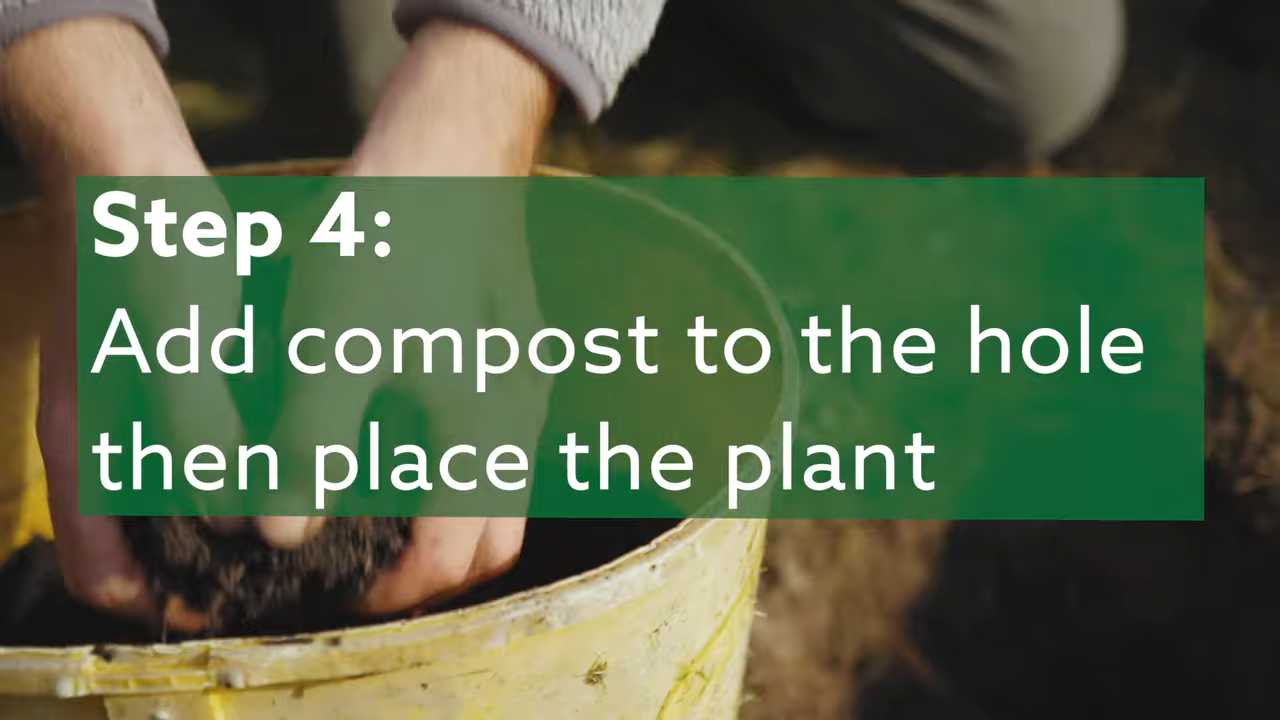 Step 4:
Add compost to the hole
then place the plant